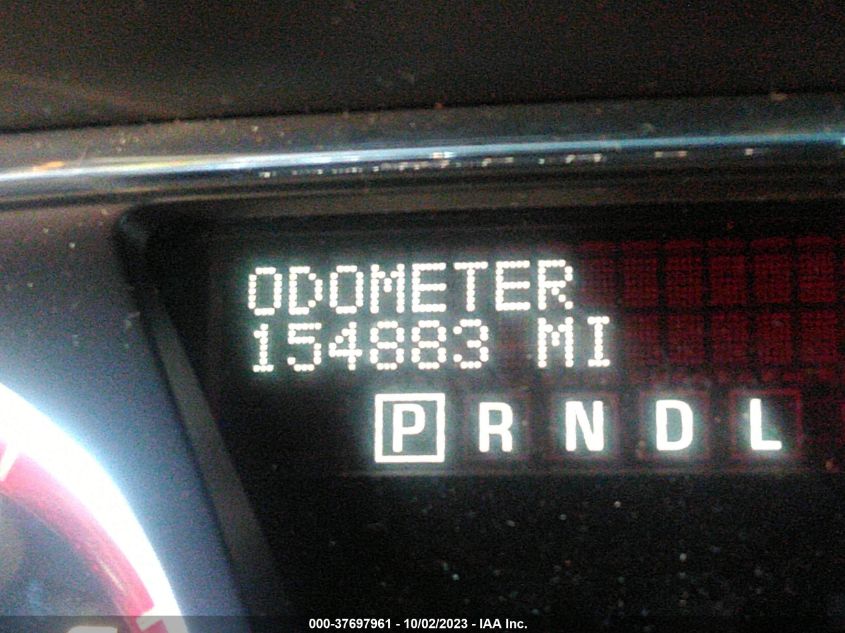 ODOMETER
154883 MI
P R N D L
000-37697961 - 10/02/2023 - IAA Inc.